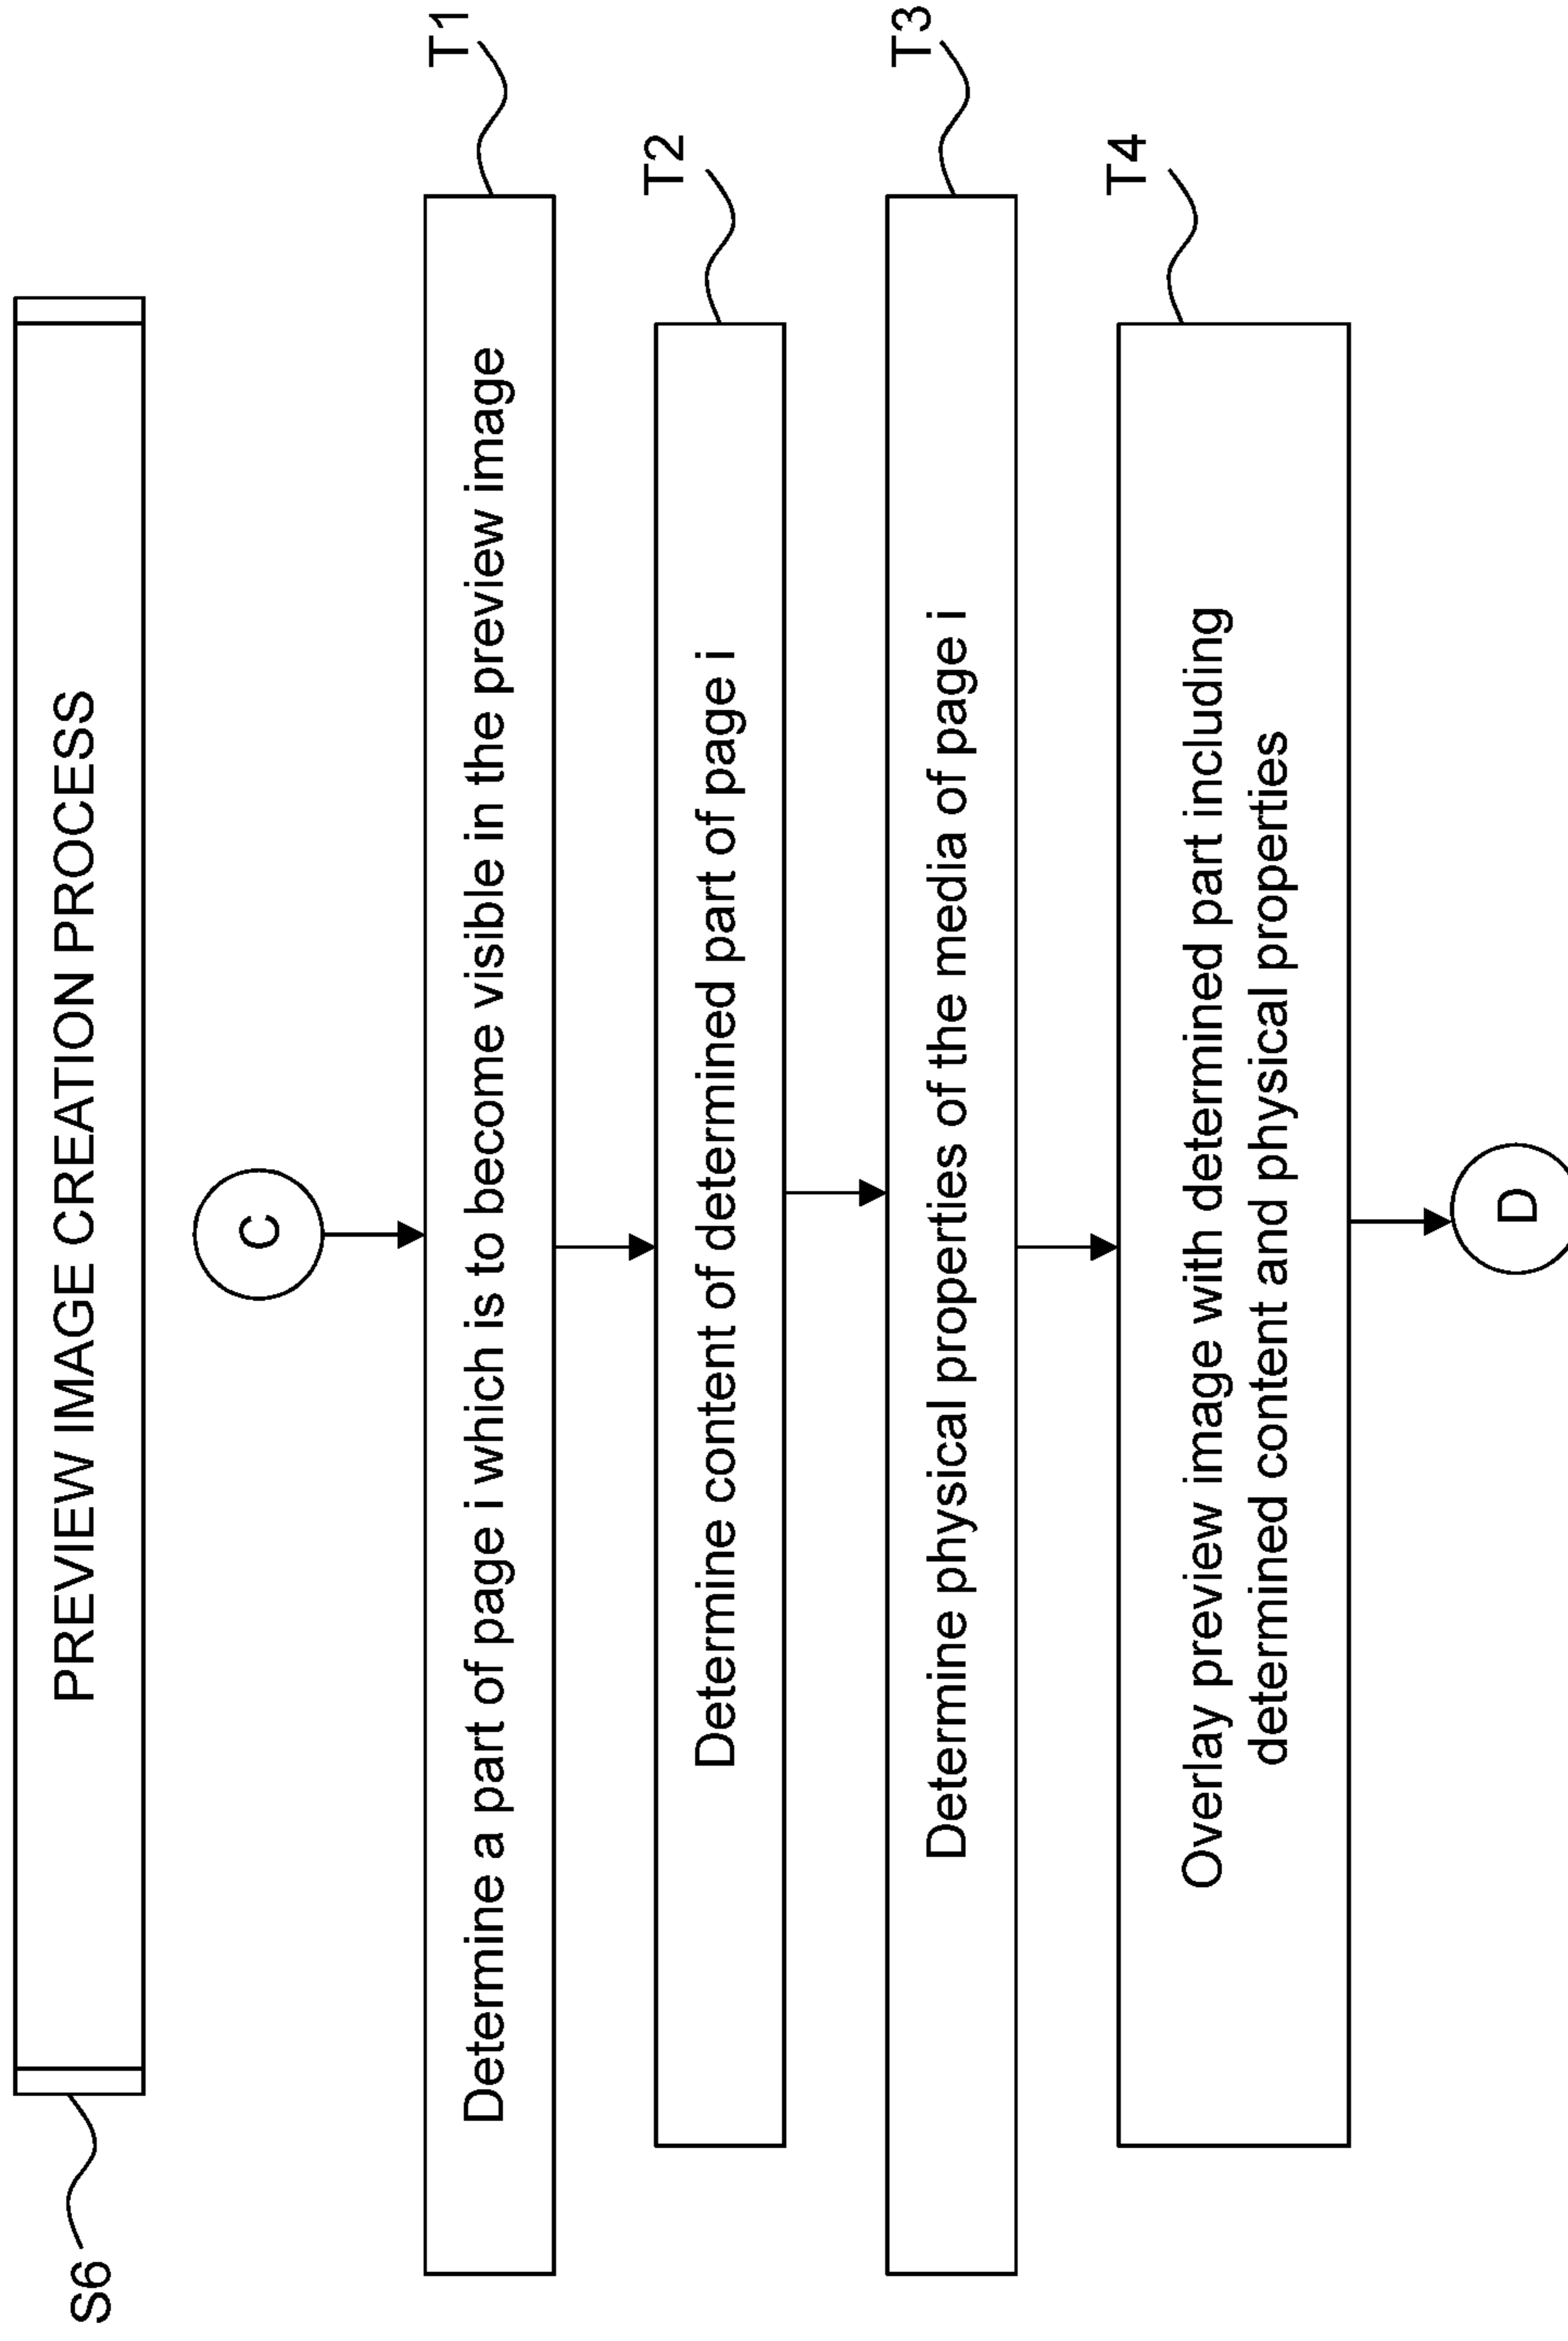 S6
PREVIEW IMAGE CREATION PROCESS
C
T1
Determine a part of page i which is to become visible in the preview image
T2
Determine content of determined part of page i
T3
Determine physical properties of the media of page i
T4
Overlay preview image with determined part including
determined content and physical properties
D